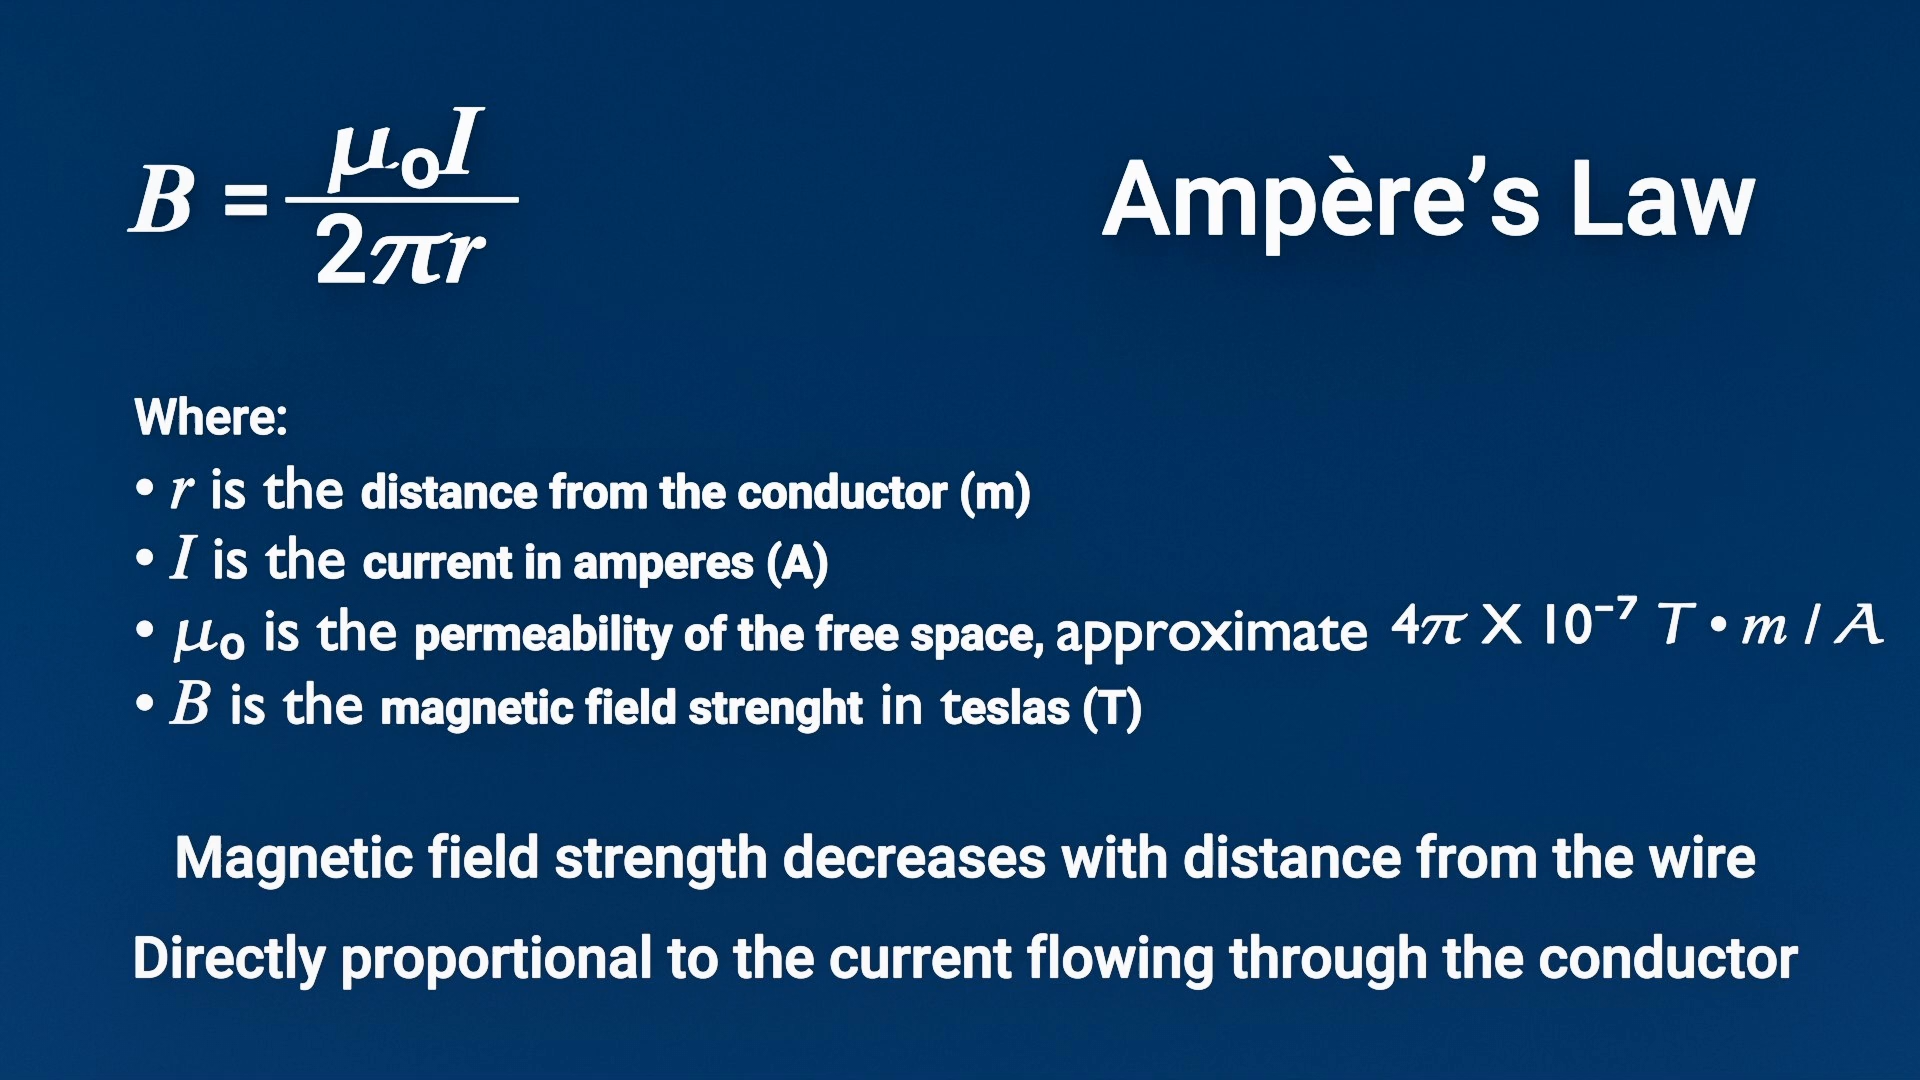 B = μ₀I / 2πr
Ampère’s Law
Where:
• r is the distance from the conductor (m)
• I is the current in amperes (A)
• μ₀ is the permeability of the free space, approximate 4π X 10⁻⁷ T • m / A
• B is the magnetic field strenght in teslas (T)
Magnetic field strength decreases with distance from the wire
Directly proportional to the current flowing through the conductor